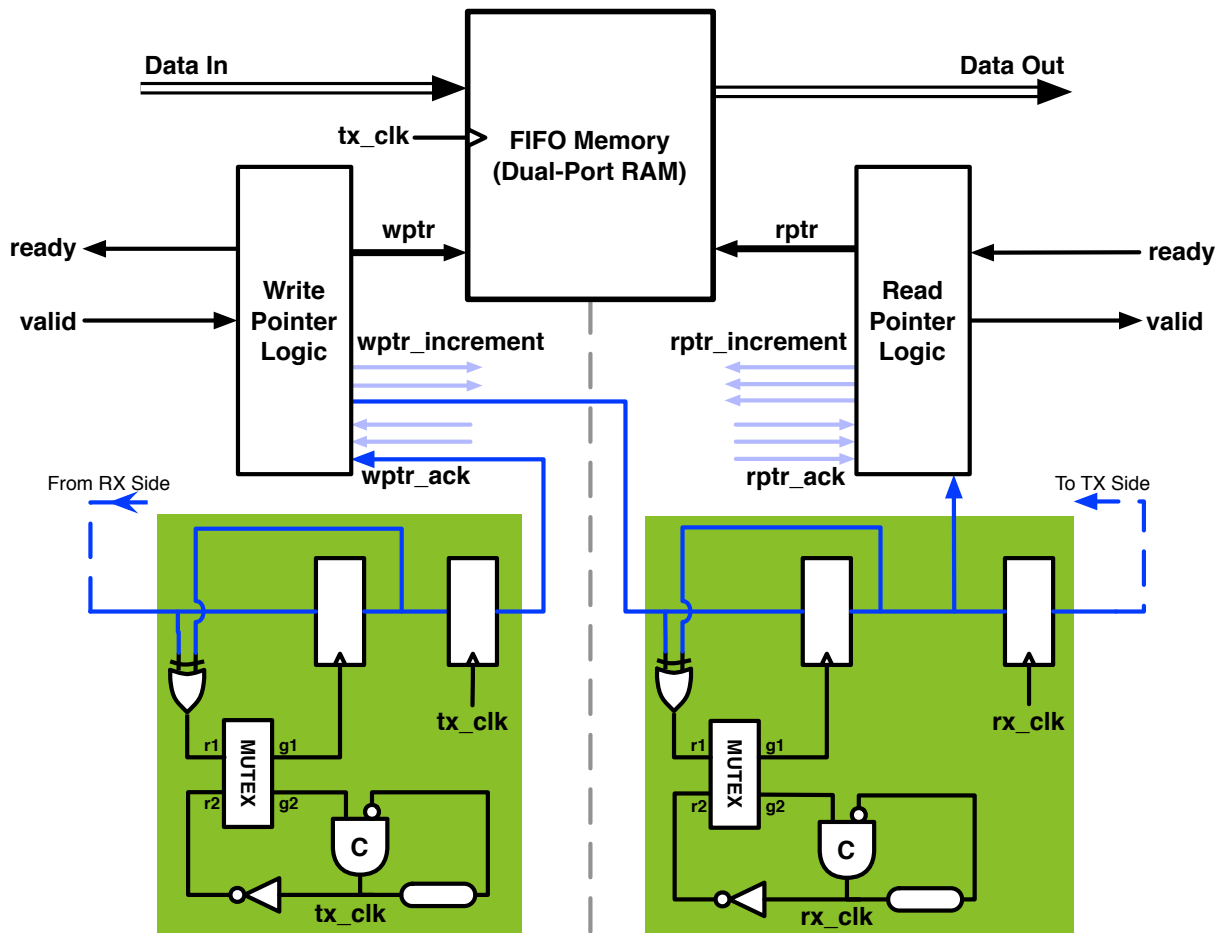 Data In
Data Out
tx_clk
FIFO Memory
(Dual-Port RAM)
ready
wptr
rptr
ready
valid
Write
Pointer
Logic
Read
Pointer
Logic
valid
wptr_increment
rptr_increment
wptr_ack
rptr_ack
From RX Side
To TX Side
tx_clk
rx_clk
r1
g1
MUTEX
r2
g2
C
tx_clk
r1
g1
MUTEX
r2
g2
C
rx_clk